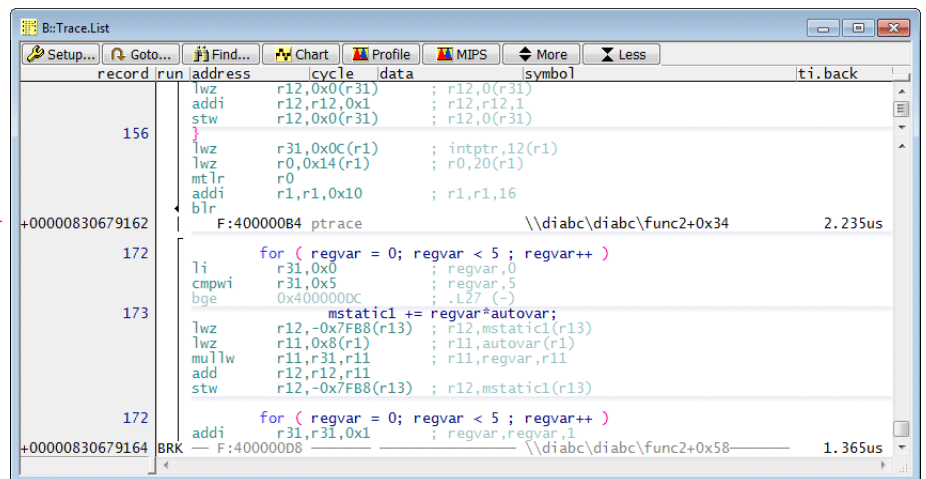 B::Trace.List
Setup... Goto... Find... Chart Profile MIPS More Less
record run address cycle data symbol ti.back
lwz r12,0x0(r31) ; r12,0(r31)
addi r12,r12,0x1 ; r12,r12,1
stw r12,0x0(r31) ; r12,0(r31)
156 }
lwz r31,0x0C(r1) ; intptr,12(r1)
lwz r0,0x14(r1) ; r0,20(r1)
mtlr r0
addi r1,r1,0x10 ; r1,r1,16
blr
+00000830679162 F:400000B4 ptrace \\diabc\diabc\func2+0x34 2.235us
172 for ( regvar = 0; regvar < 5 ; regvar++ )
li r31,0x0 ; regvar,0
cmpwi r31,0x5 ; regvar,5
bge 0x400000DC ; .L27 (-)
173 mstatic1 += regvar*autovar;
lwz r12,-0x7FB8(r13) ; r12,mstatic1(r13)
lwz r11,0x8(r1) ; r11,autovar(r1)
mullw r11,r31,r11 ; r11,regvar,r11
add r12,r12,r11
stw r12,-0x7FB8(r13) ; r12,mstatic1(r13)
172 for ( regvar = 0; regvar < 5 ; regvar++ )
addi r31,r31,0x1 ; regvar,regvar,1
+00000830679164 BRK F:400000D8 \\diabc\diabc\func2+0x58 1.365us